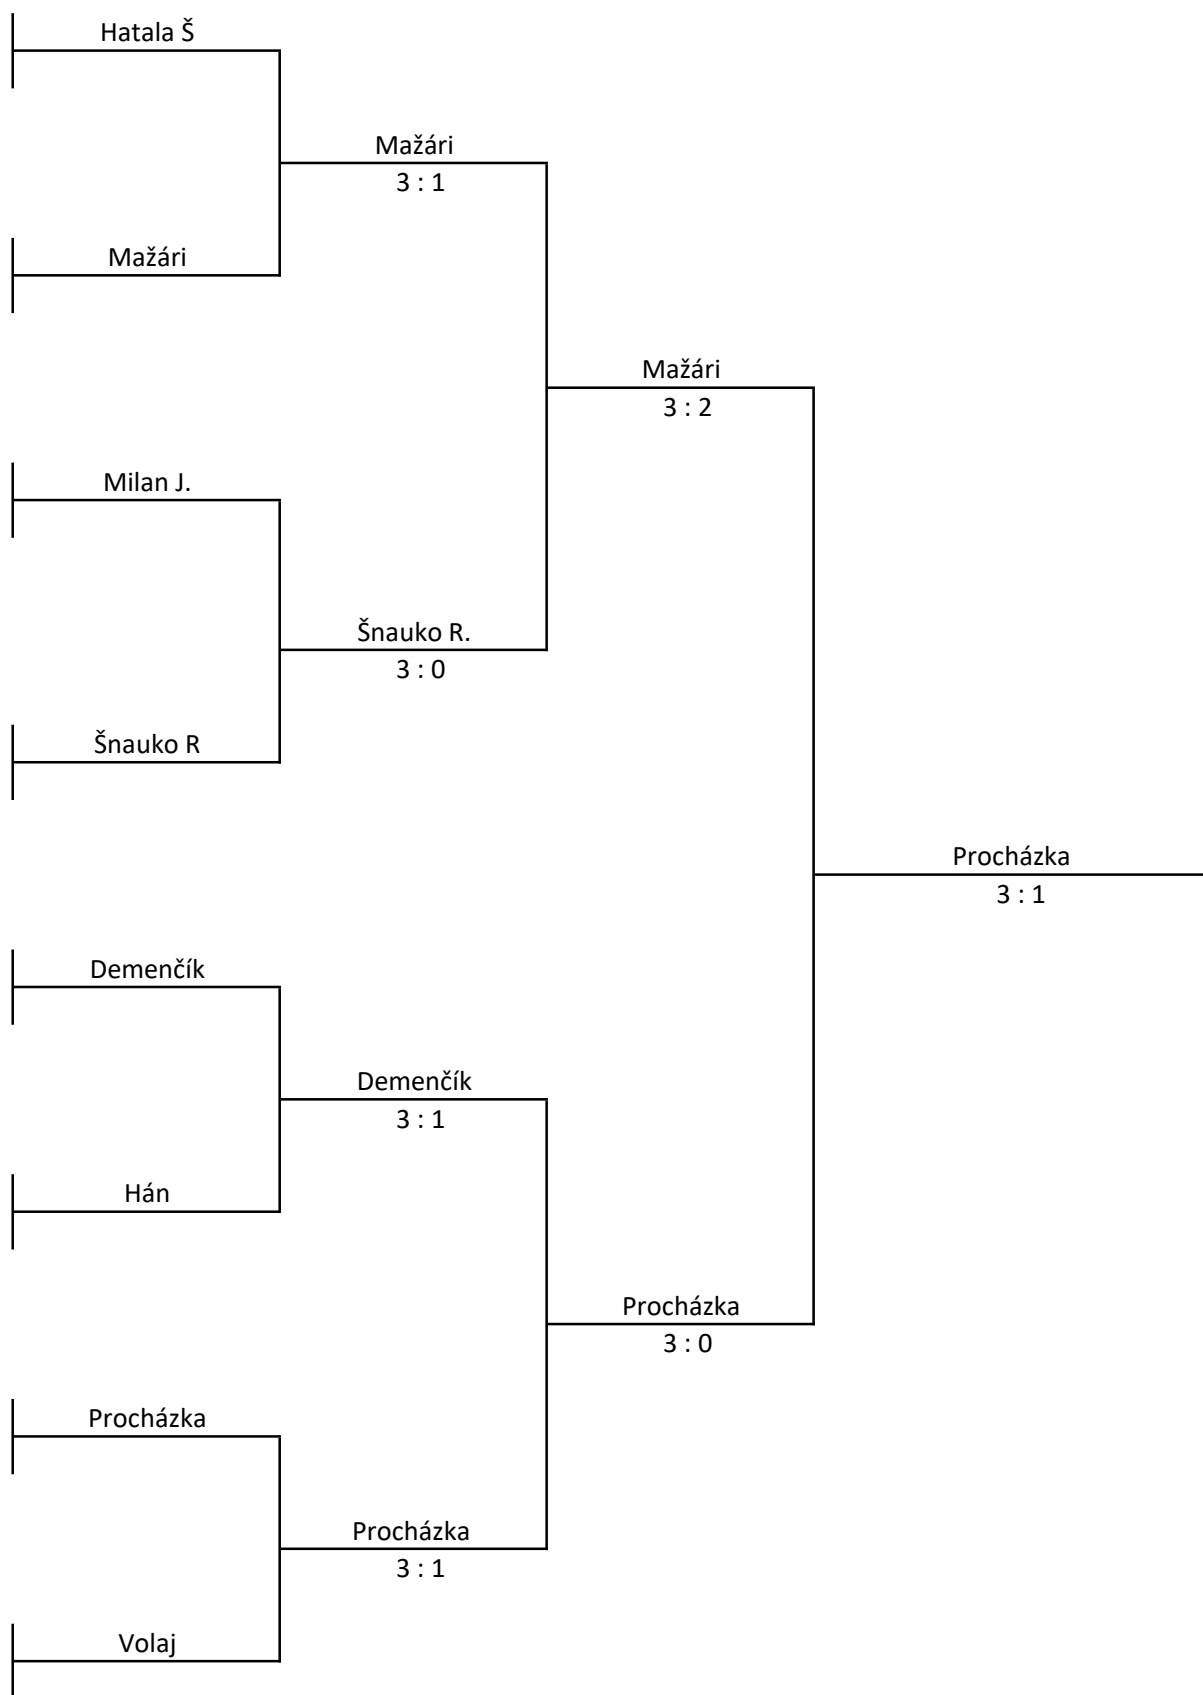 Hatala Š
Mažári
3 : 1
Mažári
Mažári
3 : 2
Milan J.
Šnauko R.
3 : 0
Šnauko R
Procházka
3 : 1
Demenčík
Demenčík
3 : 1
Hán
Procházka
3 : 0
Procházka
Procházka
3 : 1
Volaj